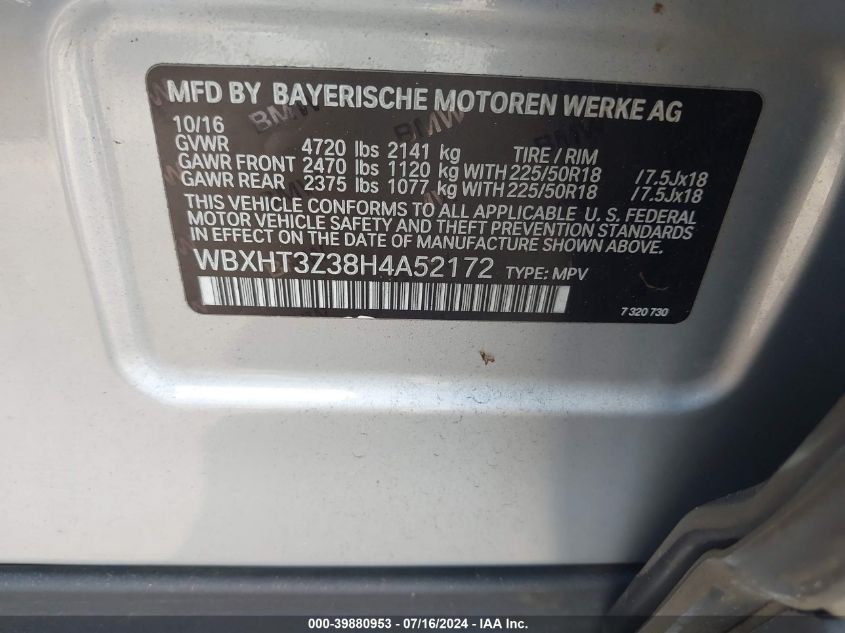 MFD BY BAYERISCHE MOTOREN WERKE AG
10/16
GVWR 4720 lbs 2141 kg TIRE / RIM
GAWR FRONT 2470 lbs 1120 kg WITH 225/50R18 / 7.5Jx18
GAWR REAR 2375 lbs 1077 kg WITH 225/50R18 / 7.5Jx18
THIS VEHICLE CONFORMS TO ALL APPLICABLE U. S. FEDERAL
MOTOR VEHICLE SAFETY AND THEFT PREVENTION STANDARDS
IN EFFECT ON THE DATE OF MANUFACTURE SHOWN ABOVE.
WBXHT3Z38H4A52172 TYPE: MPV
7 320 730
000-39880953 - 07/16/2024 - IAA Inc.